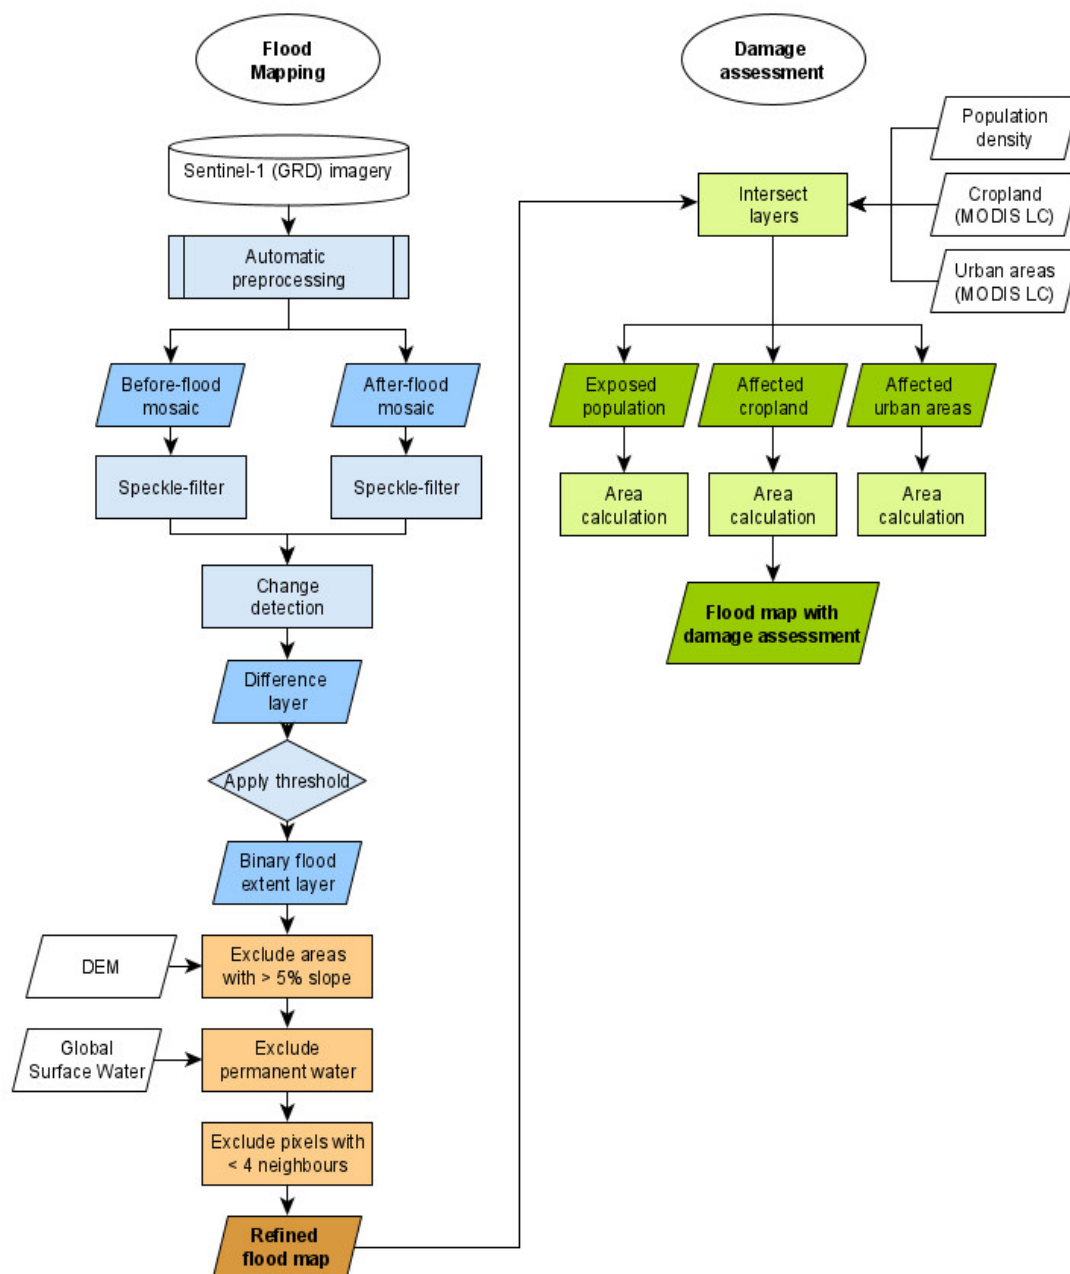 Flood
Mapping
Sentinel-1 (GRD) imagery
Automatic
preprocessing
Before-flood
mosaic
After-flood
mosaic
Speckle-filter
Speckle-filter
Change
detection
Difference
layer
Apply threshold
Binary flood
extent layer
DEM
Exclude areas
with > 5% slope
Global
Surface Water
Exclude
permanent water
Exclude pixels with
< 4 neighbours
Refined
flood map
Damage
assessment
Population
density
Intersect
layers
Cropland
(MODIS LC)
Urban areas
(MODIS LC)
Exposed
population
Affected
cropland
Affected
urban areas
Area
calculation
Area
calculation
Area
calculation
Flood map with
damage assessment